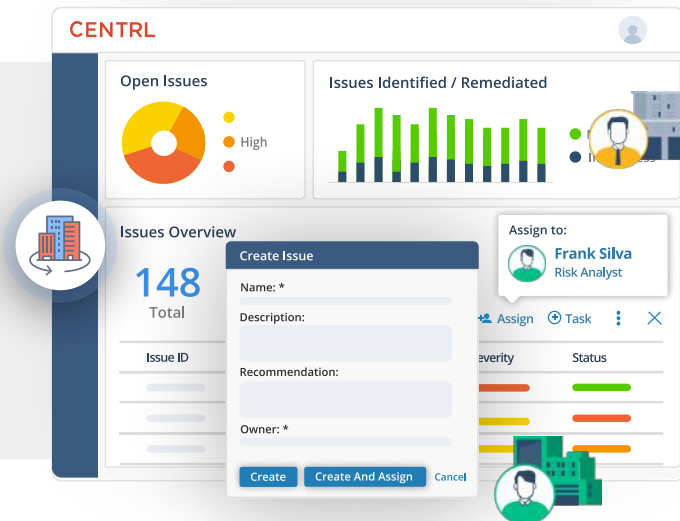 CENTRL
Open Issues
High
Issues Identified / Remediated
Issues Overview
148
Total
Assign to:
Frank Silva
Risk Analyst
Assign
Task
Issue ID
Status
Create Issue
Name: *
Description:
Recommendation:
Owner: *
Create
Create And Assign
Cancel